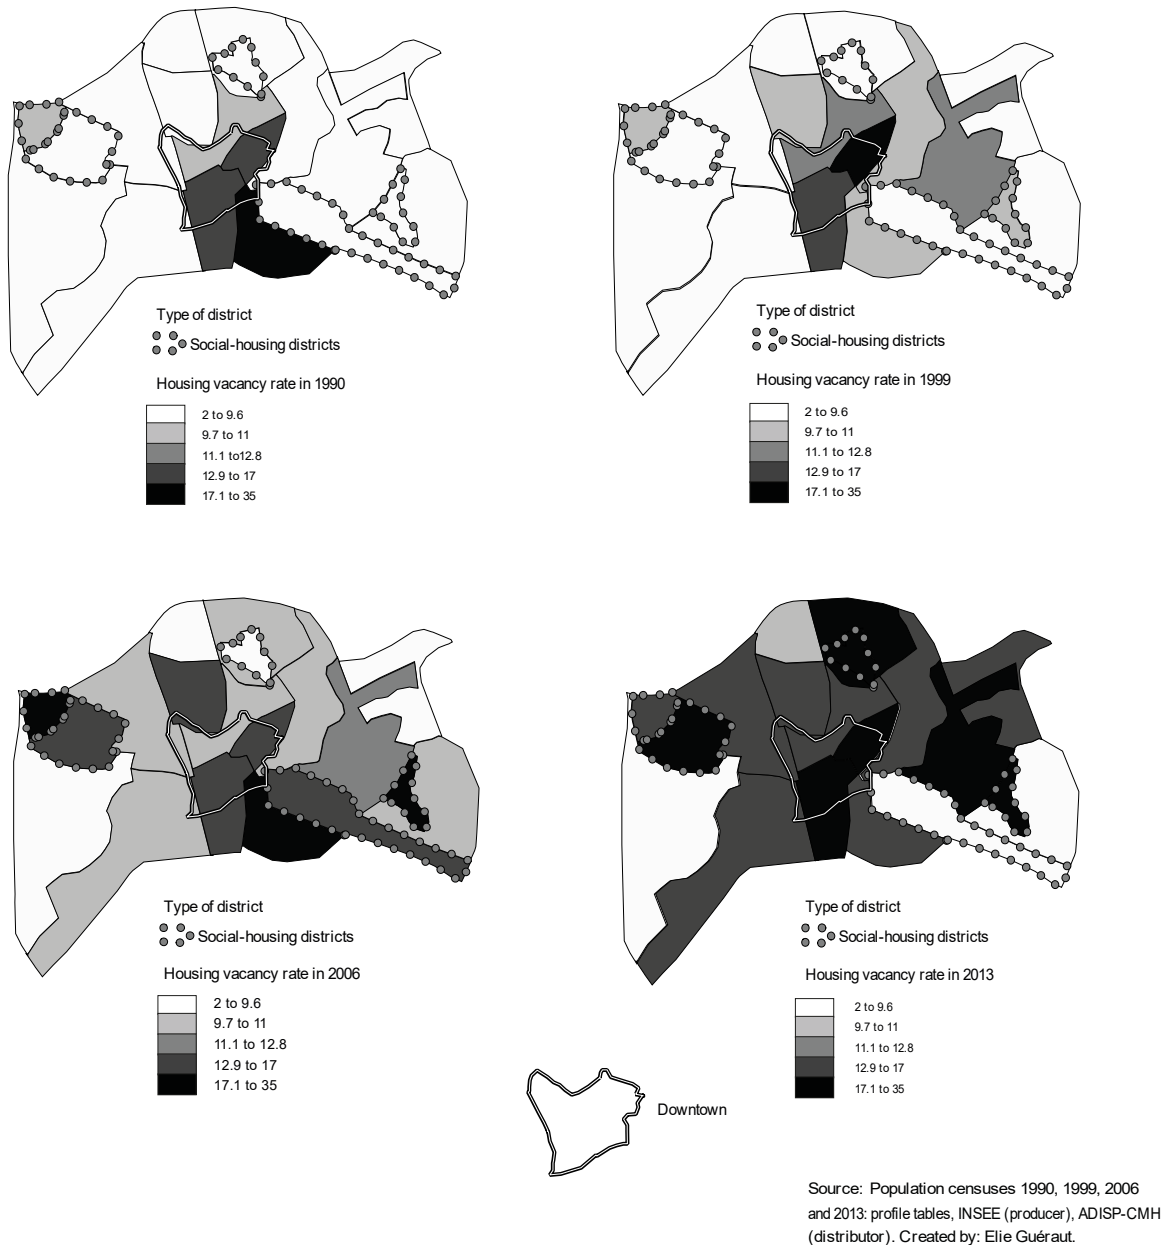 Type of district
Social-housing districts
Housing vacancy rate in 1990
2 to 9.6
9.7 to 11
11.1 to12.8
12.9 to 17
17.1 to 35
Type of district
Social-housing districts
Housing vacancy rate in 1999
2 to 9.6
9.7 to 11
11.1 to 12.8
12.9 to 17
17.1 to 35
Type of district
Social-housing districts
Housing vacancy rate in 2006
2 to 9.6
9.7 to 11
11.1 to 12.8
12.9 to 17
17.1 to 35
Type of district
Social-housing districts
Housing vacancy rate in 2013
2 to 9.6
9.7 to 11
11.1 to 12.8
12.9 to 17
17.1 to 35
Downtown
Source: Population censuses 1990, 1999, 2006
and 2013: profile tables, INSEE (producer), ADISP-CMH
(distributor). Created by: Elie Guéraut.